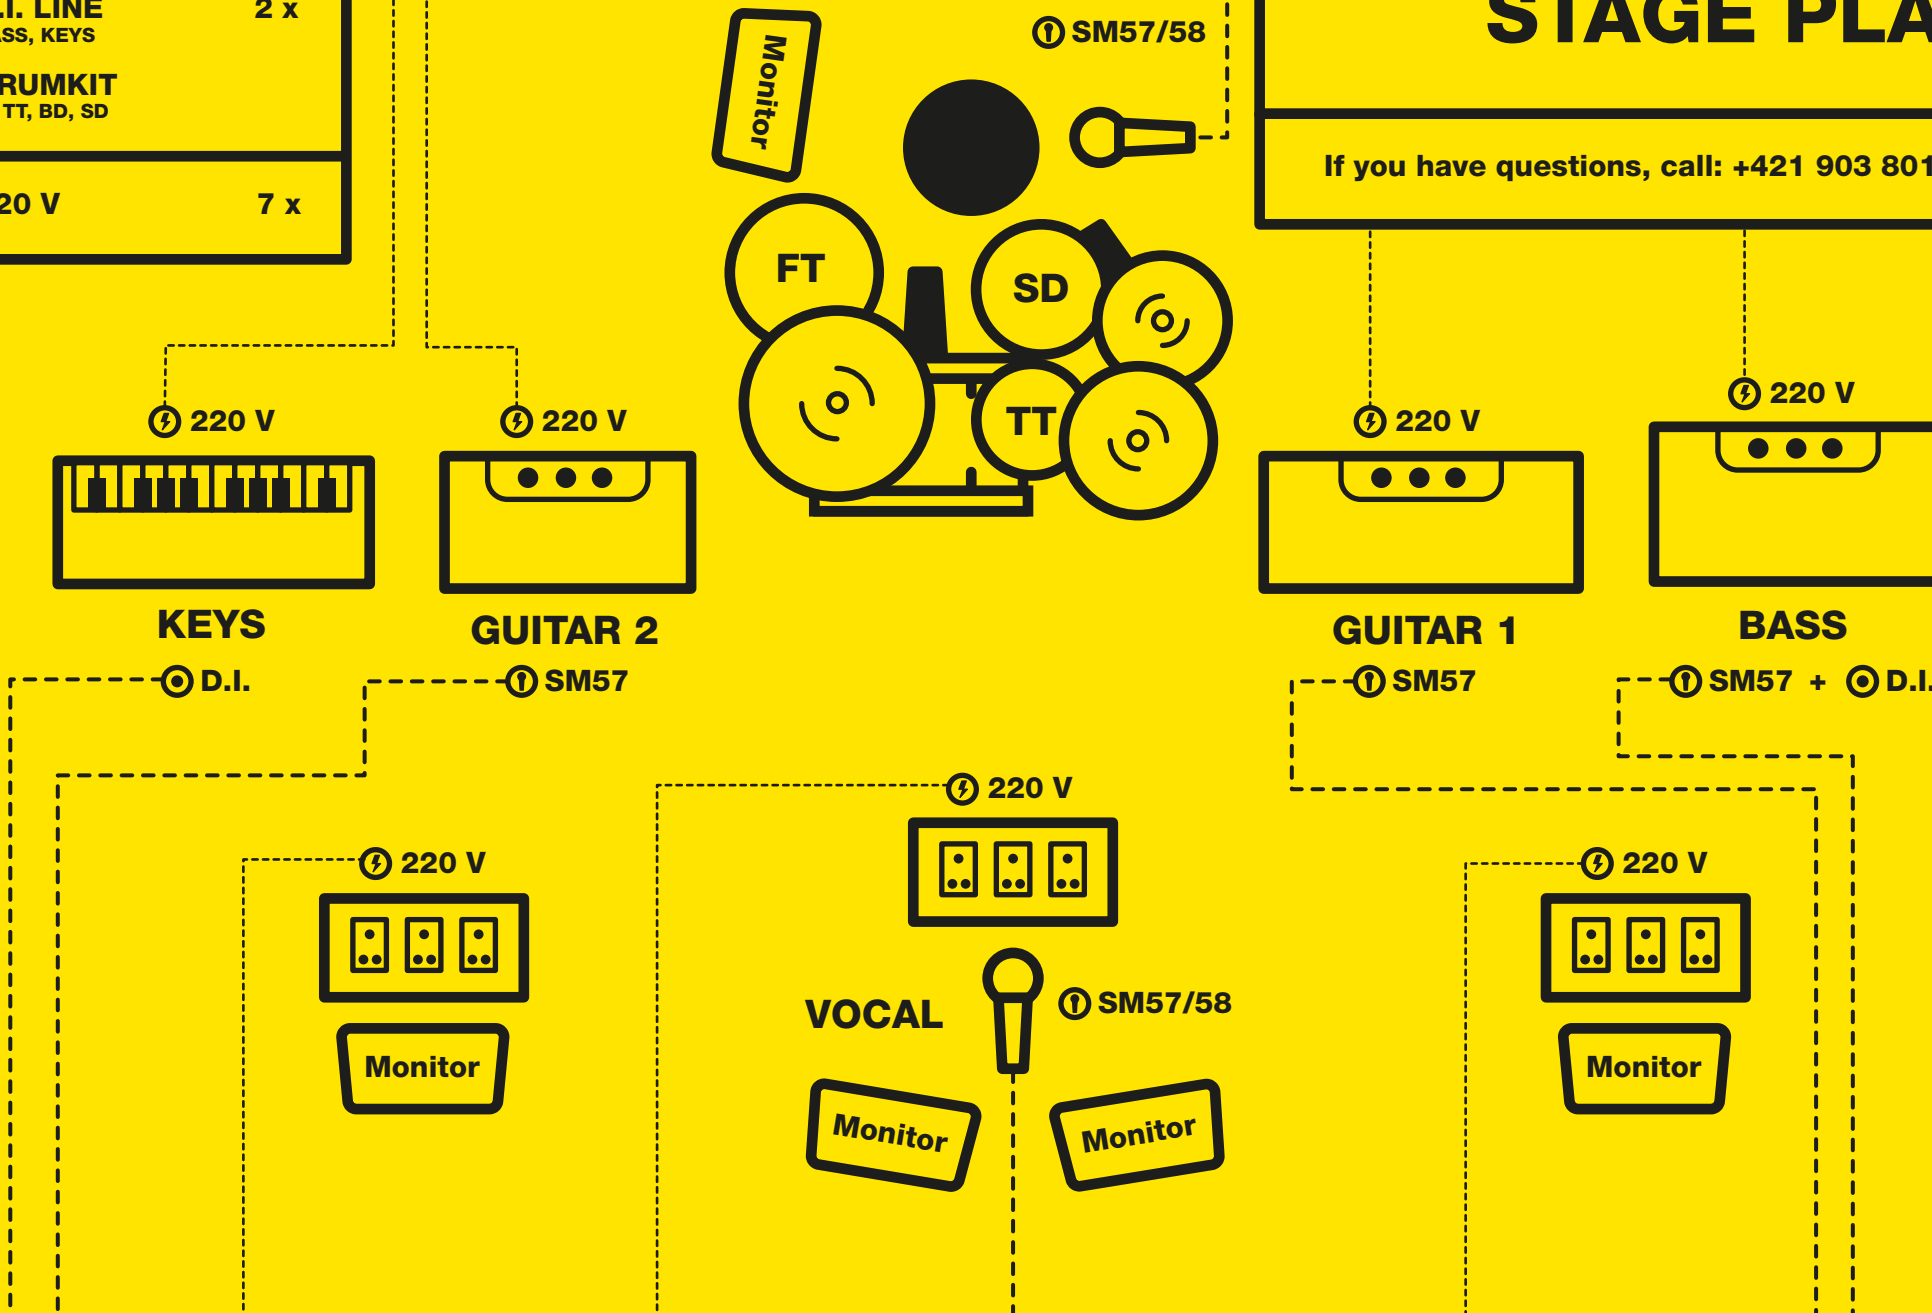 .I. LINE 2 x
ASS, KEYS
RUMKIT
TT, BD, SD
20 V 7 x
Monitor
SM57/58
STAGE PLA
If you have questions, call: +421 903 801
FT
SD
TT
220 V
220 V
220 V
220 V
KEYS
GUITAR 2
GUITAR 1
BASS
D.I.
SM57
SM57
SM57 + D.I.
220 V
220 V
220 V
VOCAL
SM57/58
Monitor
Monitor
Monitor
Monitor